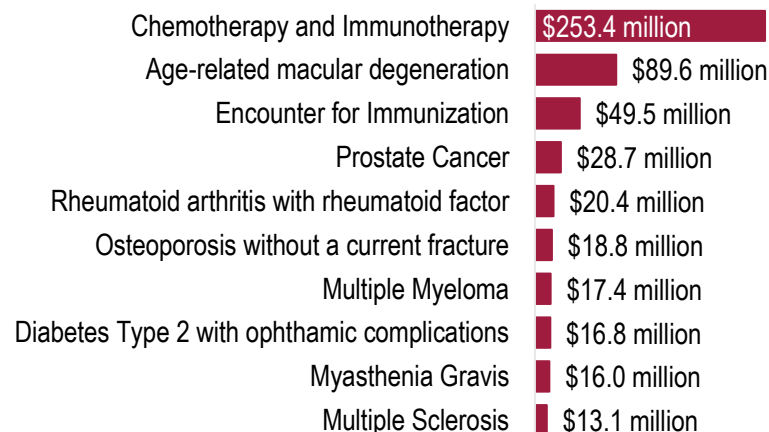 Chemotherapy and Immunotherapy $253.4 million
Age-related macular degeneration $89.6 million
Encounter for Immunization $49.5 million
Prostate Cancer $28.7 million
Rheumatoid arthritis with rheumatoid factor $20.4 million
Osteoporosis without a current fracture $18.8 million
Multiple Myeloma $17.4 million
Diabetes Type 2 with ophthamic complications $16.8 million
Myasthenia Gravis $16.0 million
Multiple Sclerosis $13.1 million